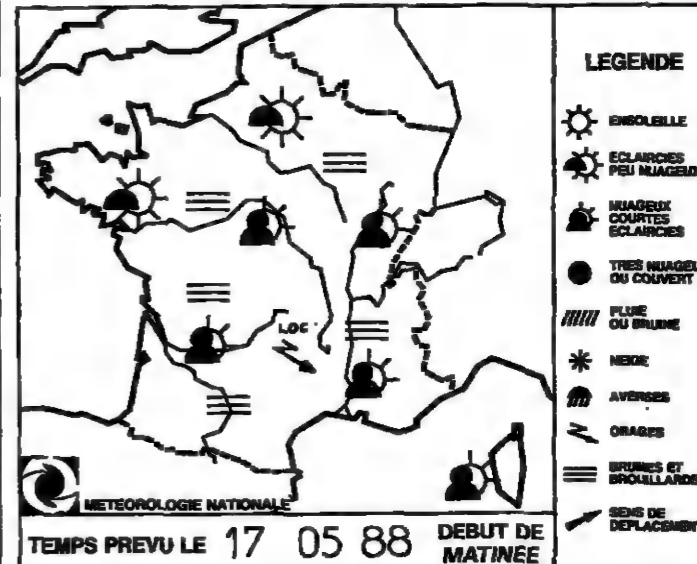 LOC
METEOROLOGIE NATIONALE
TEMPS PREVU LE 17 05 88 DEBUT DE
MATINÉE
LEGENDE
ENSOLEILLE
ECLAIRCIES
PEU NUAGEUX
NUAGEUX
COURTES
ECLAIRCIES
TRES NUAGEUX
OU COUVERT
PLUIE
OU BRUINE
NEIGE
AVERSES
ORAGES
BRUMES ET
BROUILLARDS
SENS DE
DEPLACEMENT